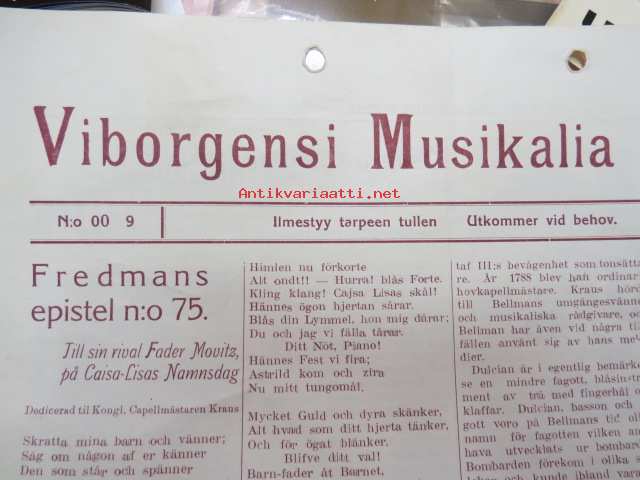 Viborgensi Musikalia
Antikvariaatti.net
N:o 00 9
Ilmestyy tarpeen tullen
Utkommer vid behov.
Fredmans
epistel n:o 75.
Till sin rival Fader Movitz,
på Caisa-Lisas Namnsdag
Dedicerad til Kongl. Capellmästaren Kraus
Skratta mina barn och vänner;
Säg om någon af er känner
Den som står och spänner
Himlen nu förkorte
Alt ondt!! — Hurra! blås Forte.
Kling klang! Cajsa Lisas skål!
Hännes ögon hjertan sårar.
Blås din Lymmel, hon mig dårar;
Du och jag vi fälla tårar.
Ditt Nöt, Piano!
Hännes Fest vi fira;
Astrild kom och zira
Nu mitt tungomål.
Mycket Guld och dyra skänker,
Alt hvad som ditt hjerta tänker,
Och för ögat blänker.
Blifve ditt val!
Barn-fader åt Barnet.
taf III:s bevågenhet som tonsätta
re. År 1788 blev han ordinar
hovkapellmästare. Kraus hörd
till Bellmans umgängesvänn
och musikaliska rådgivare, oc
Bellman har även vid några ti
fällen använt sig av hans mel
dier.
Dulcian är i egentlig bemärke
se en mindre fagott, blåsinstr
ment av trä med fingerhål o
klaffar. Dulcian, basson och
gott voro på Bellmans tid oli
namn för fagotten vilken an
hava utvecklats ur bomba
Bombarden förekom i olika s
och kunde ibland vara